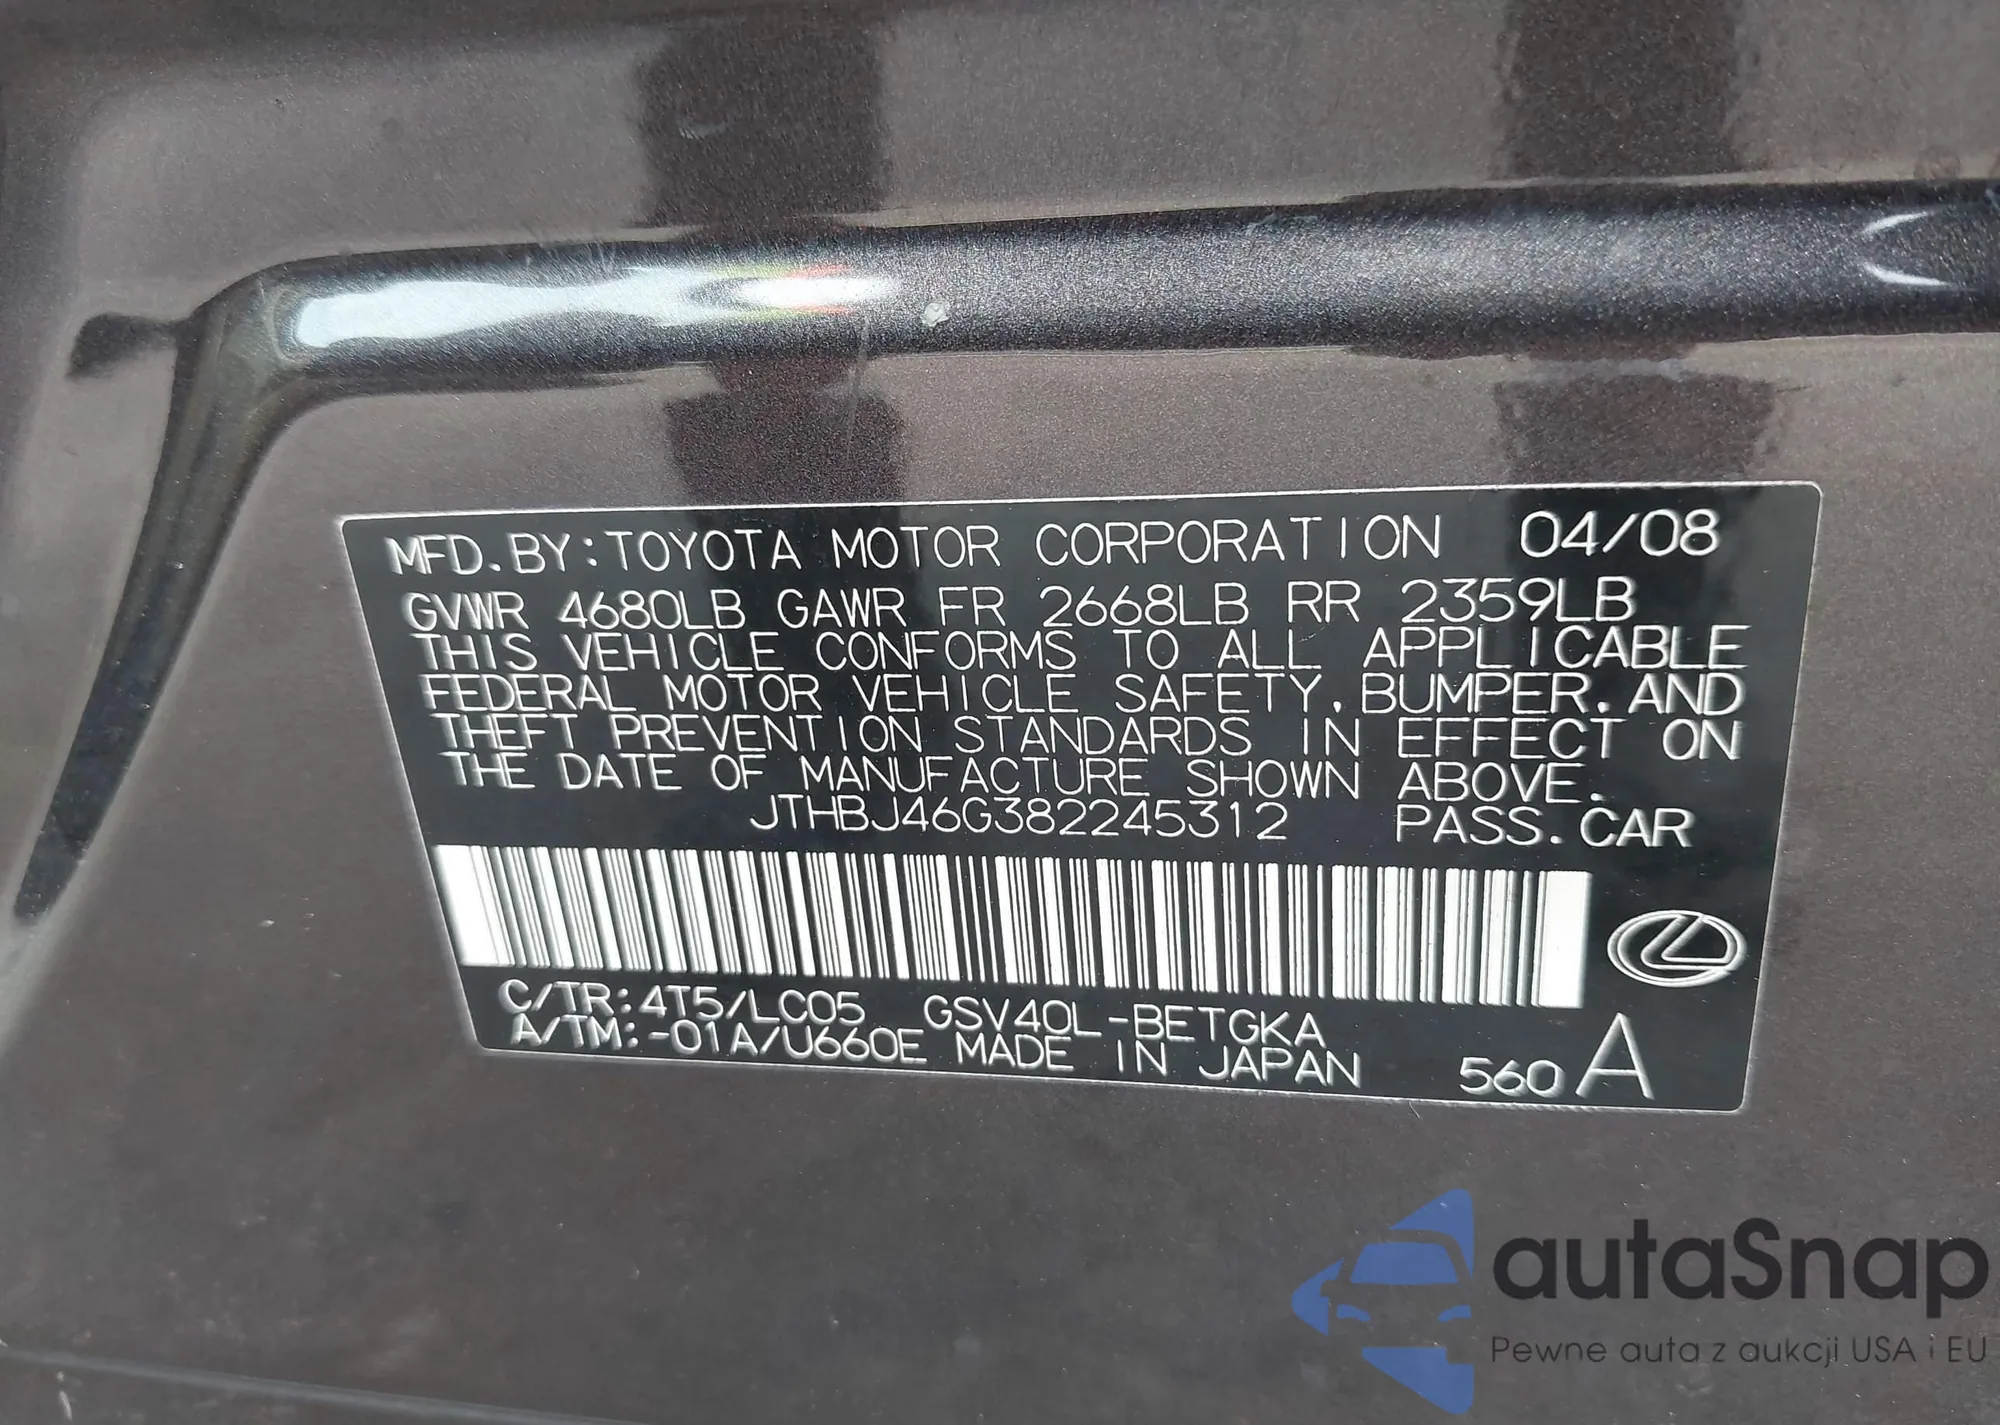 MFD. BY: TOYOTA MOTOR CORPORATION 04/08
GVWR 4680LB GAWR FR 2668LB RR 2359LB
THIS VEHICLE CONFORMS TO ALL APPLICABLE
FEDERAL MOTOR VEHICLE SAFETY, BUMPER, AND
THEFT PREVENTION STANDARDS IN EFFECT ON
THE DATE OF MANUFACTURE SHOWN ABOVE.
JTHBJ46G382245312 PASS. CAR
C/TR: 4T5/LC05 GSV40L-BETGKA
A/TM: -01A/U660E MADE IN JAPAN 560 A
autaSnap
Pewne auta z aukcji USA i EU